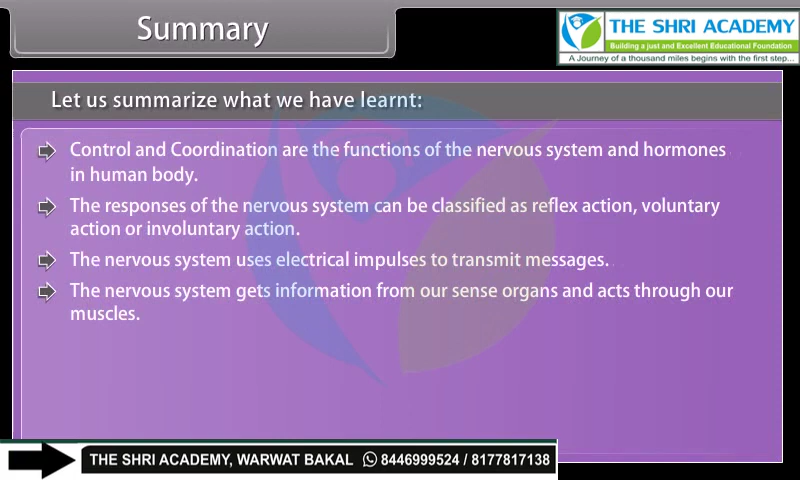 Summary
THE SHRI ACADEMY
Building a just and Excellent Educational Foundation
A Journey of a thousand miles begins with the first step...
Let us summarize what we have learnt:
Control and Coordination are the functions of the nervous system and hormones
in human body.
The responses of the nervous system can be classified as reflex action, voluntary
action or involuntary action.
The nervous system uses electrical impulses to transmit messages.
The nervous system gets information from our sense organs and acts through our
muscles.
THE SHRI ACADEMY, WARWAT BAKAL 8446999524 / 8177817138